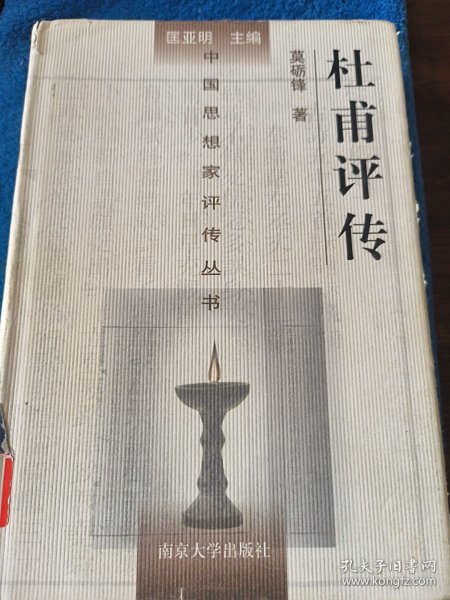 匡亚明 主编
杜甫评传
莫砺锋 著
中国思想家评传丛书
南京大学出版社
孔夫子旧书网
www.kongfz.com